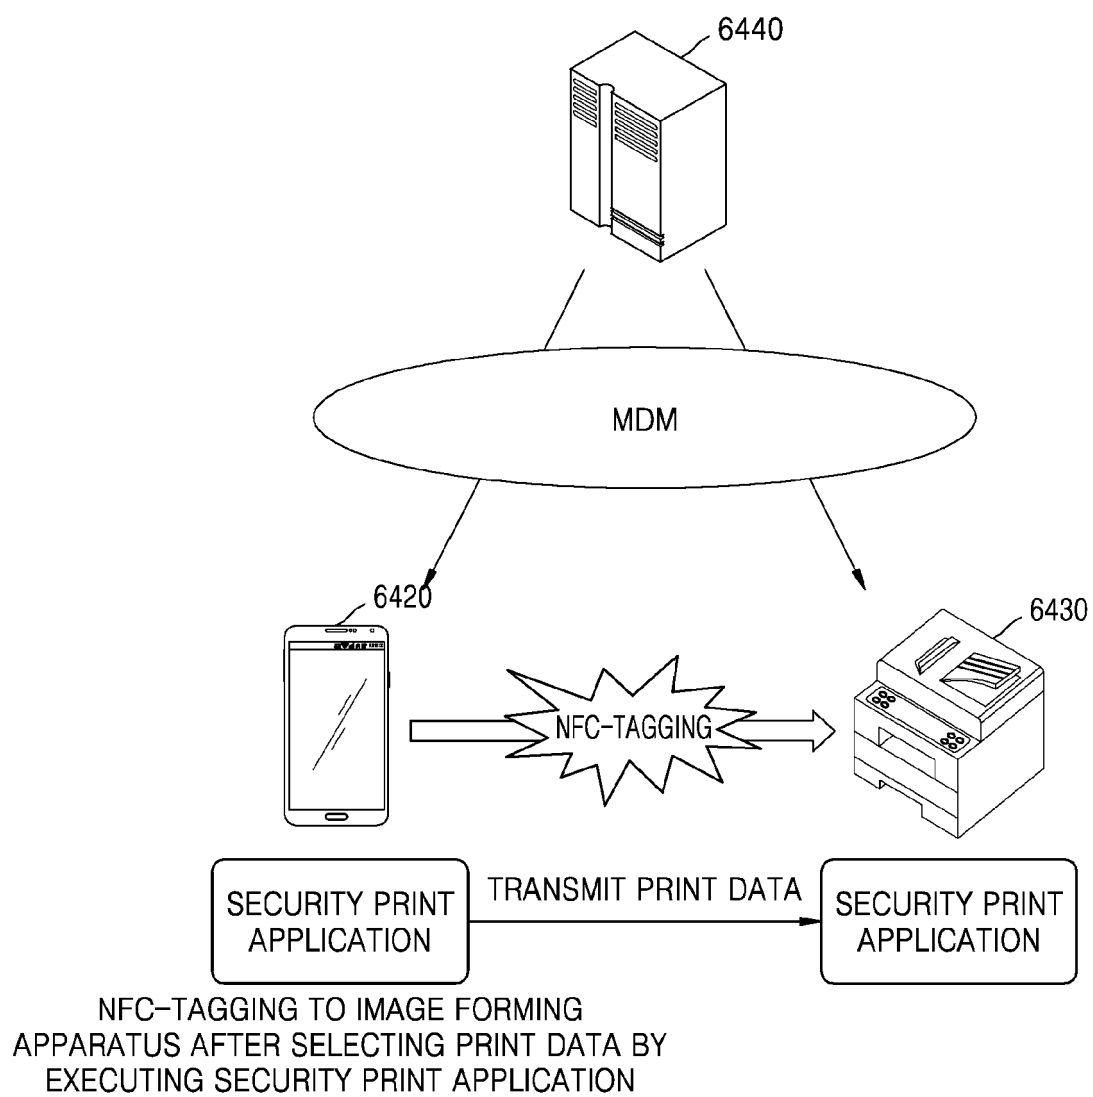 6440
MDM
6420
6430
NFC-TAGGING
SECURITY PRINT
APPLICATION
TRANSMIT PRINT DATA
SECURITY PRINT
APPLICATION
NFC-TAGGING TO IMAGE FORMING
APPARATUS AFTER SELECTING PRINT DATA BY
EXECUTING SECURITY PRINT APPLICATION